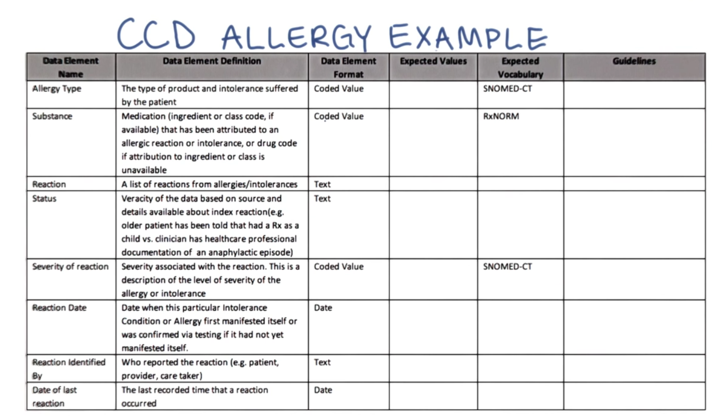 CCD ALLERGY EXAMPLE
Data Element Name | Data Element Definition | Data Element Format | Expected Values | Expected Vocabulary | Guidelines
Allergy Type | The type of product and intolerance suffered by the patient | Coded Value | | SNOMED-CT |
Substance | Medication (ingredient or class code, if available) that has been attributed to an allergic reaction or intolerance, or drug code if attribution to ingredient or class is unavailable | Coded Value | | RxNORM |
Reaction | A list of reactions from allergies/intolerances | Text | | |
Status | Veracity of the data based on source and details available about index reaction(e.g. older patient has been told that had a Rx as a child vs. clinician has healthcare professional documentation of an anaphylactic episode) | Text | | |
Severity of reaction | Severity associated with the reaction. This is a description of the level of severity of the allergy or intolerance | Coded Value | | SNOMED-CT |
Reaction Date | Date when this particular Intolerance Condition or Allergy first manifested itself or was confirmed via testing if it had not yet manifested itself. | Date | | |
Reaction Identified By | Who reported the reaction (e.g. patient, provider, care taker) | Text | | |
Date of last reaction | The last recorded time that a reaction occurred | Date | | |